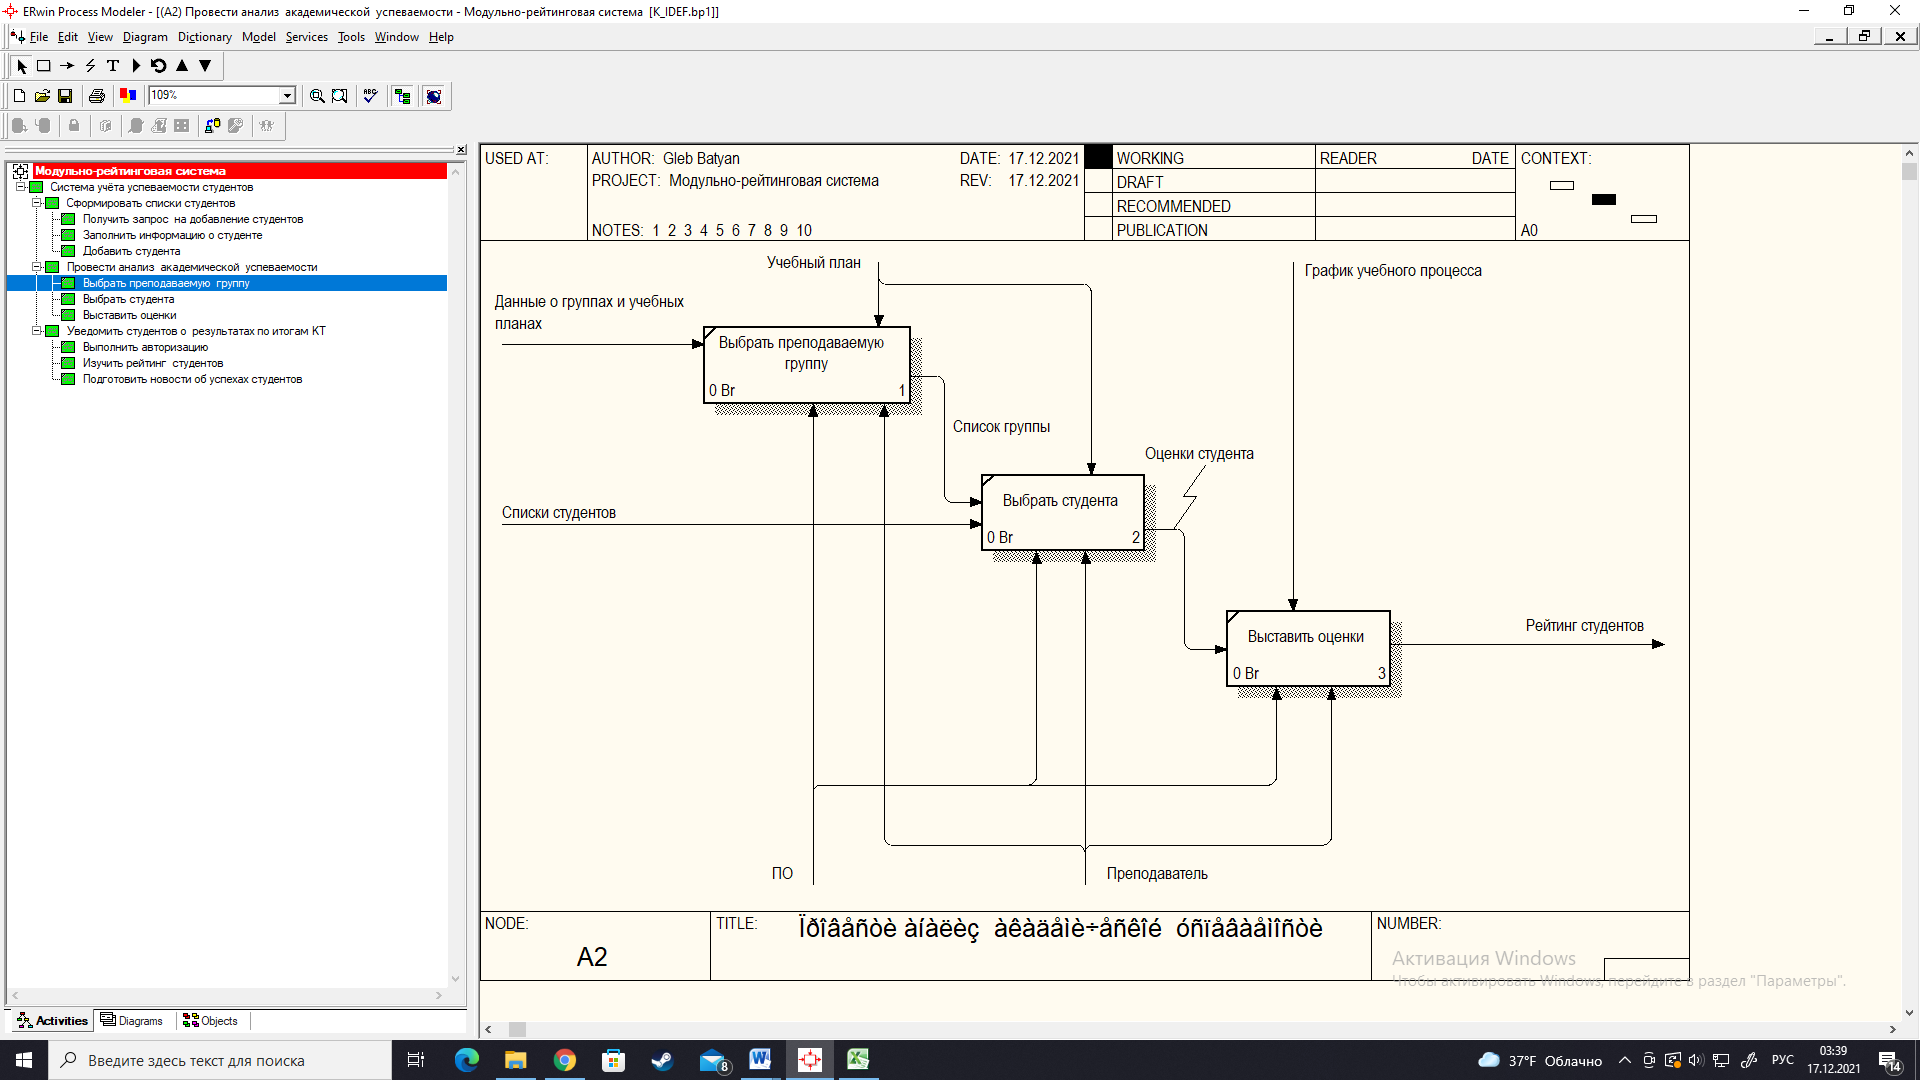 ERwin Process Modeler - [(A2) Провести анализ  академической  успеваемости - Модульно-рейтинговая система  [K_IDEF.bp1]]
File Edit View Diagram Dictionary Model Services Tools Window Help
T
109%
ABC
Модульно-рейтинговая система
Система учёта успеваемости студентов
Сформировать списки студентов
Получить запрос  на добавление студентов
Заполнить информацию о студенте
Добавить студента
Провести анализ  академической  успеваемости
Выбрать преподаваемую  группу
Выбрать студента
Выставить оценки
Уведомить студентов о  результатах по итогам КТ
Выполнить авторизацию
Изучить рейтинг  студентов
Подготовить новости об успехах студентов
Activities Diagrams Objects
USED AT:
AUTHOR:  Gleb Batyan
DATE: 17.12.2021
PROJECT:  Модульно-рейтинговая система
REV: 17.12.2021
NOTES:  1  2  3  4  5  6  7  8  9  10
WORKING
DRAFT
RECOMMENDED
PUBLICATION
READER DATE
CONTEXT:
A0
Учебный план
График учебного процесса
Данные о группах и учебных
планах
Выбрать преподаваемую
группу
0 Br 1
Список группы
Оценки студента
Выбрать студента
0 Br 2
Списки студентов
Выставить оценки
0 Br 3
Рейтинг студентов
ПО
Преподаватель
NODE:
A2
TITLE:
Ïðîâåñòè àíàëèç  àêàäåìè÷åñêîé  óñïåâàåìîñòè
NUMBER:
Активация Windows
Чтобы активировать Windows, перейдите в раздел "Параметры".
Введите здесь текст для поиска
8
37°F Облачно
РУС
03:39
17.12.2021
14